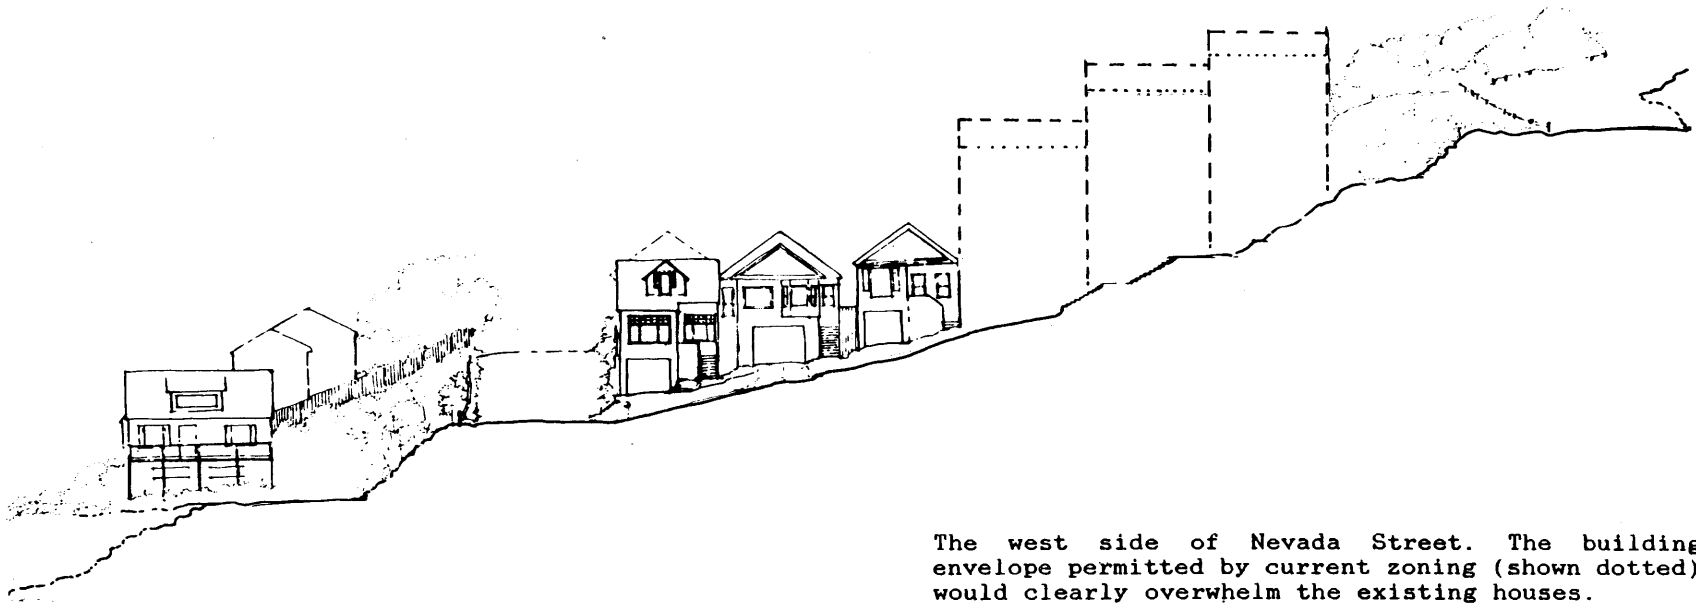 The west side of Nevada Street. The building
envelope permitted by current zoning (shown dotted)
would clearly overwhelm the existing houses.